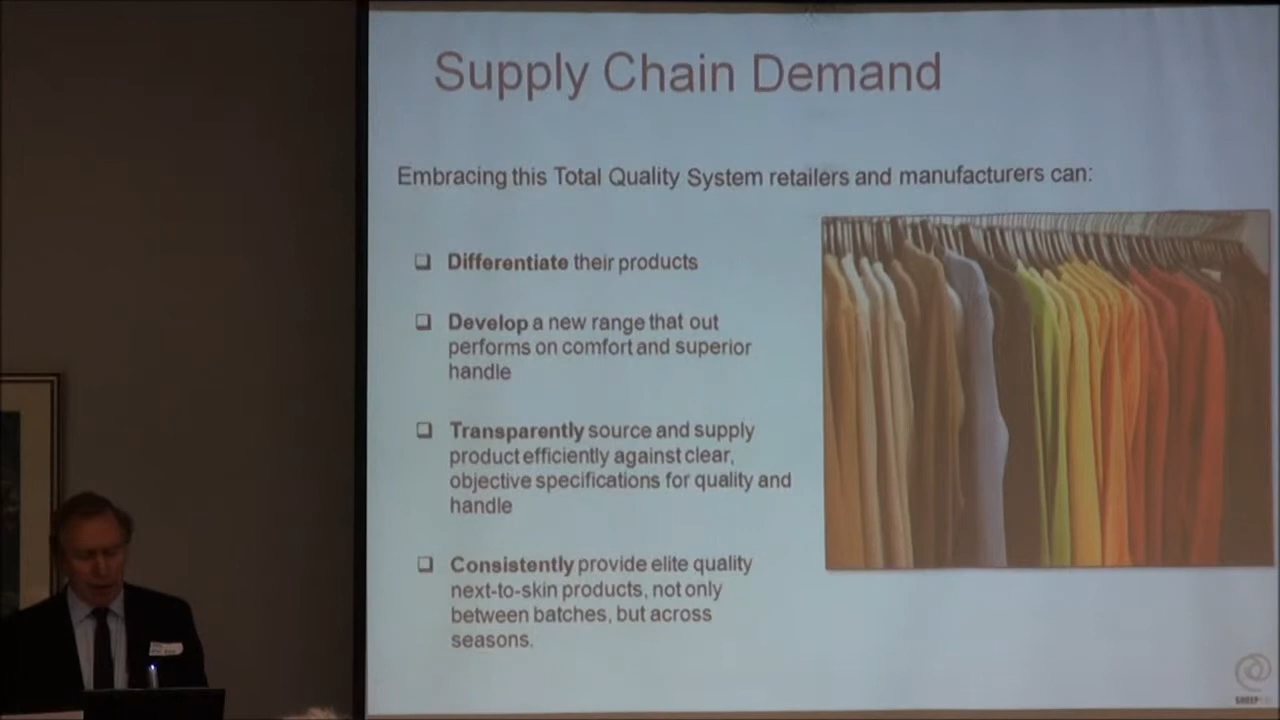 Supply Chain Demand
Embracing this Total Quality System retailers and manufacturers can:
❑ Differentiate their products
❑ Develop a new range that out
performs on comfort and superior
handle
❑ Transparently source and supply
product efficiently against clear,
objective specifications for quality and
handle
❑ Consistently provide elite quality
next-to-skin products, not only
between batches, but across
seasons.